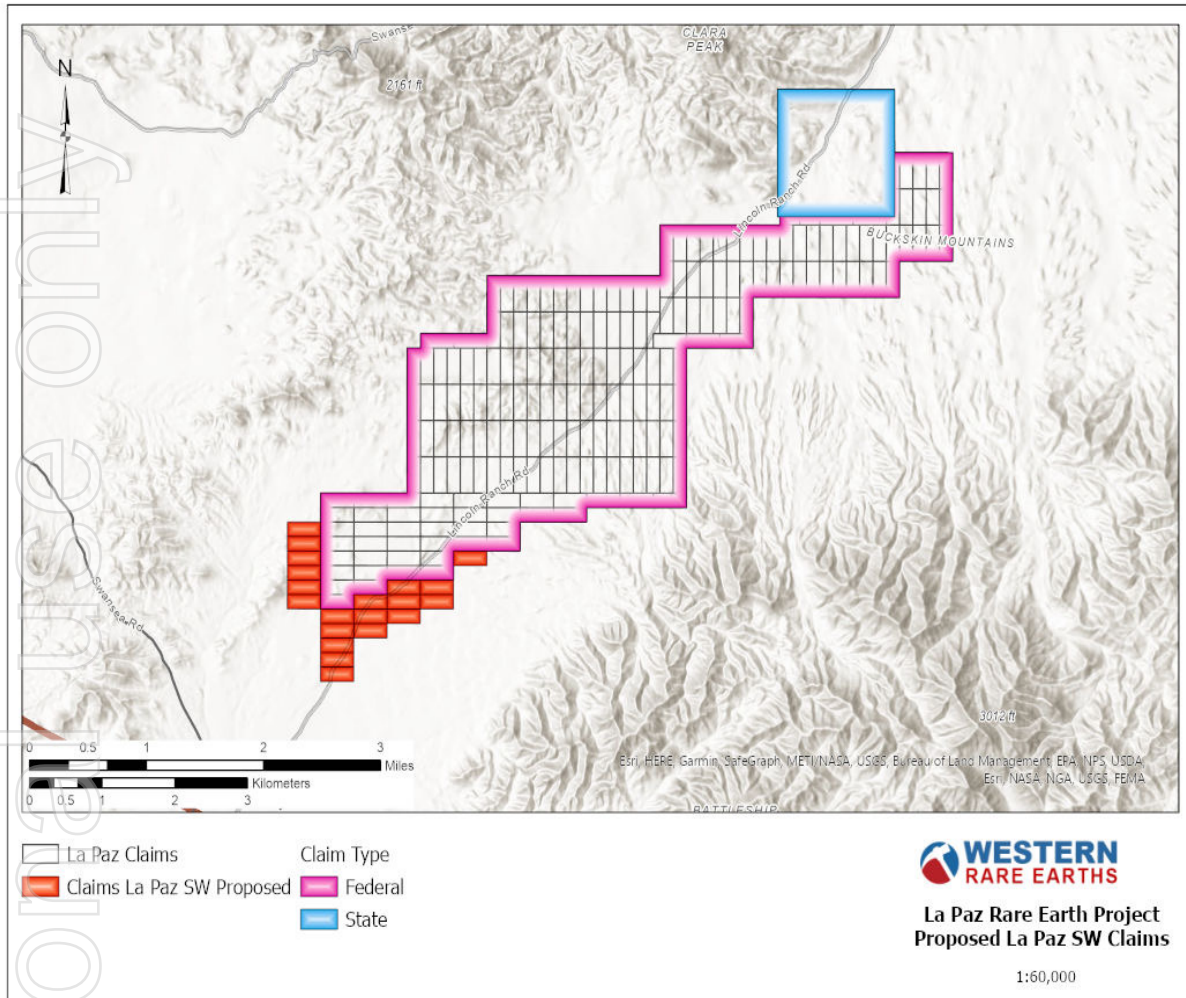 Swanse
CLARA
PEAK
N
2161 ft
Lincoln Ranch Rd
BUCKSKIN MOUNTAINS
Lincoln Ranch Rd
Swansea Rd
3012 ft
0 0.5 1 2 3
Miles
Kilometers
0 0.5 1 2 3
Esri, HERE, Garmin, SafeGraph, METI/NASA, USGS, Bureau of Land Management, EPA, NPS, USDA,
Esri, NASA, NGA, USGS, FEMA
BATTLESHIP
La Paz Claims
Claims La Paz SW Proposed
Claim Type
Federal
State
WESTERN
RARE EARTHS
La Paz Rare Earth Project
Proposed La Paz SW Claims
1:60,000
onal use only